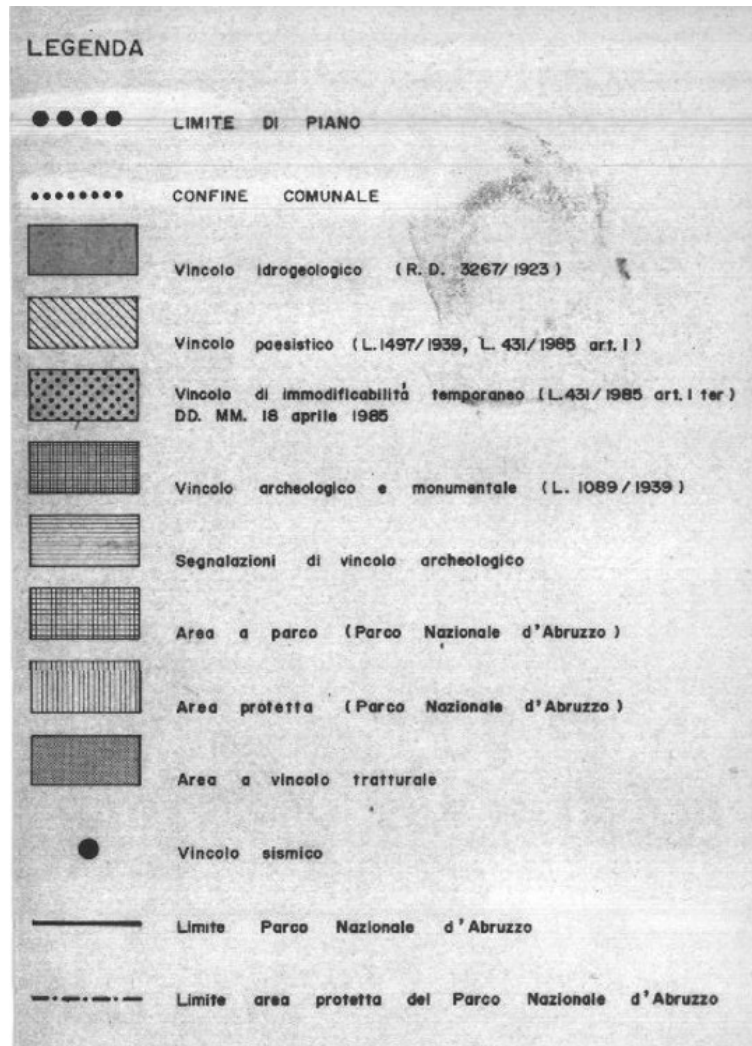 LEGENDA
LIMITE DI PIANO
CONFINE COMUNALE
Vincolo idrogeologico (R.D. 3267/1923)
Vincolo paesistico (L.1497/1939, L. 431/1985 art.1)
Vincolo di immodificabilità temporaneo (L.431/1985 art.1 ter)
DD. MM. 18 aprile 1985
Vincolo archeologico e monumentale (L. 1089/1939)
Segnalazioni di vincolo archeologico
Area a parco (Parco Nazionale d'Abruzzo)
Area protetta (Parco Nazionale d'Abruzzo)
Area a vincolo tratturale
Vincolo sismico
Limite Parco Nazionale d'Abruzzo
Limite area protetta del Parco Nazionale d'Abruzzo